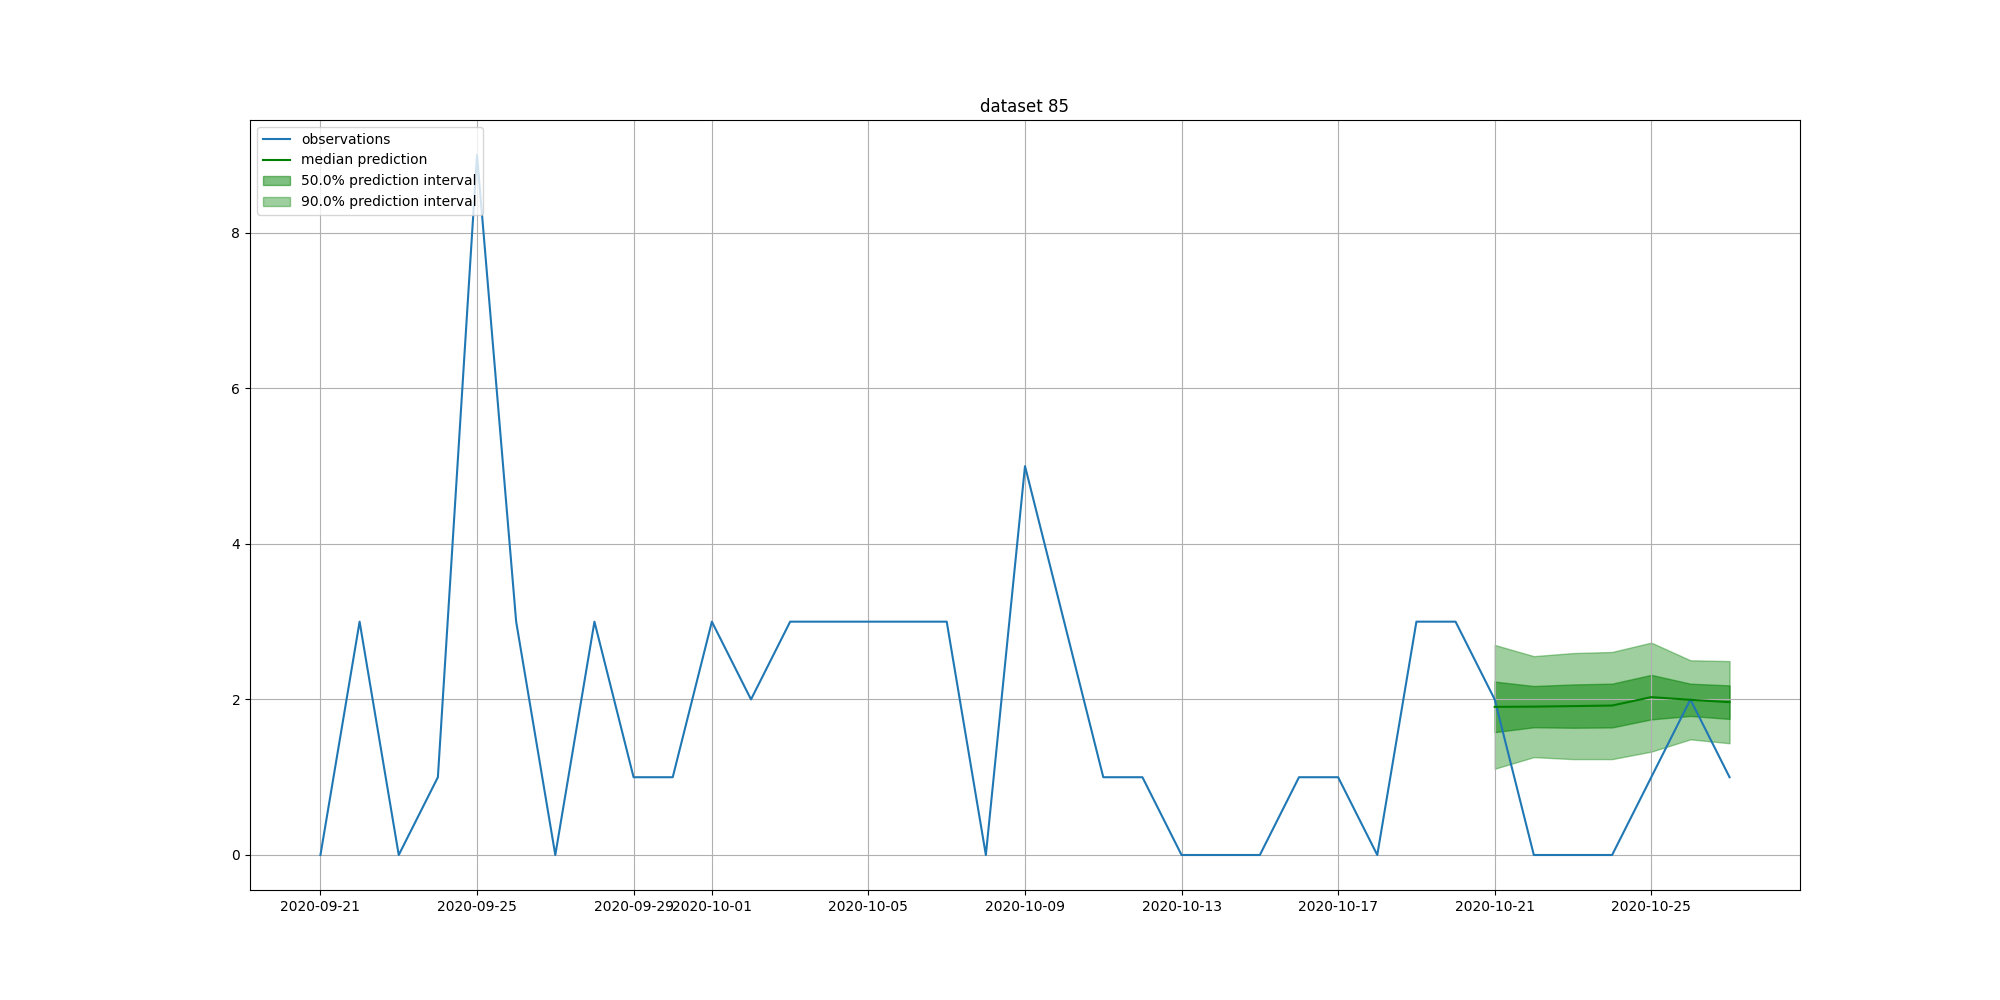 dataset 85
observations
median prediction
50.0% prediction interval
90.0% prediction interval
8
6
4
2
0
2020-09-21 2020-09-25 2020-09-29 2020-10-01 2020-10-05 2020-10-09 2020-10-13 2020-10-17 2020-10-21 2020-10-25